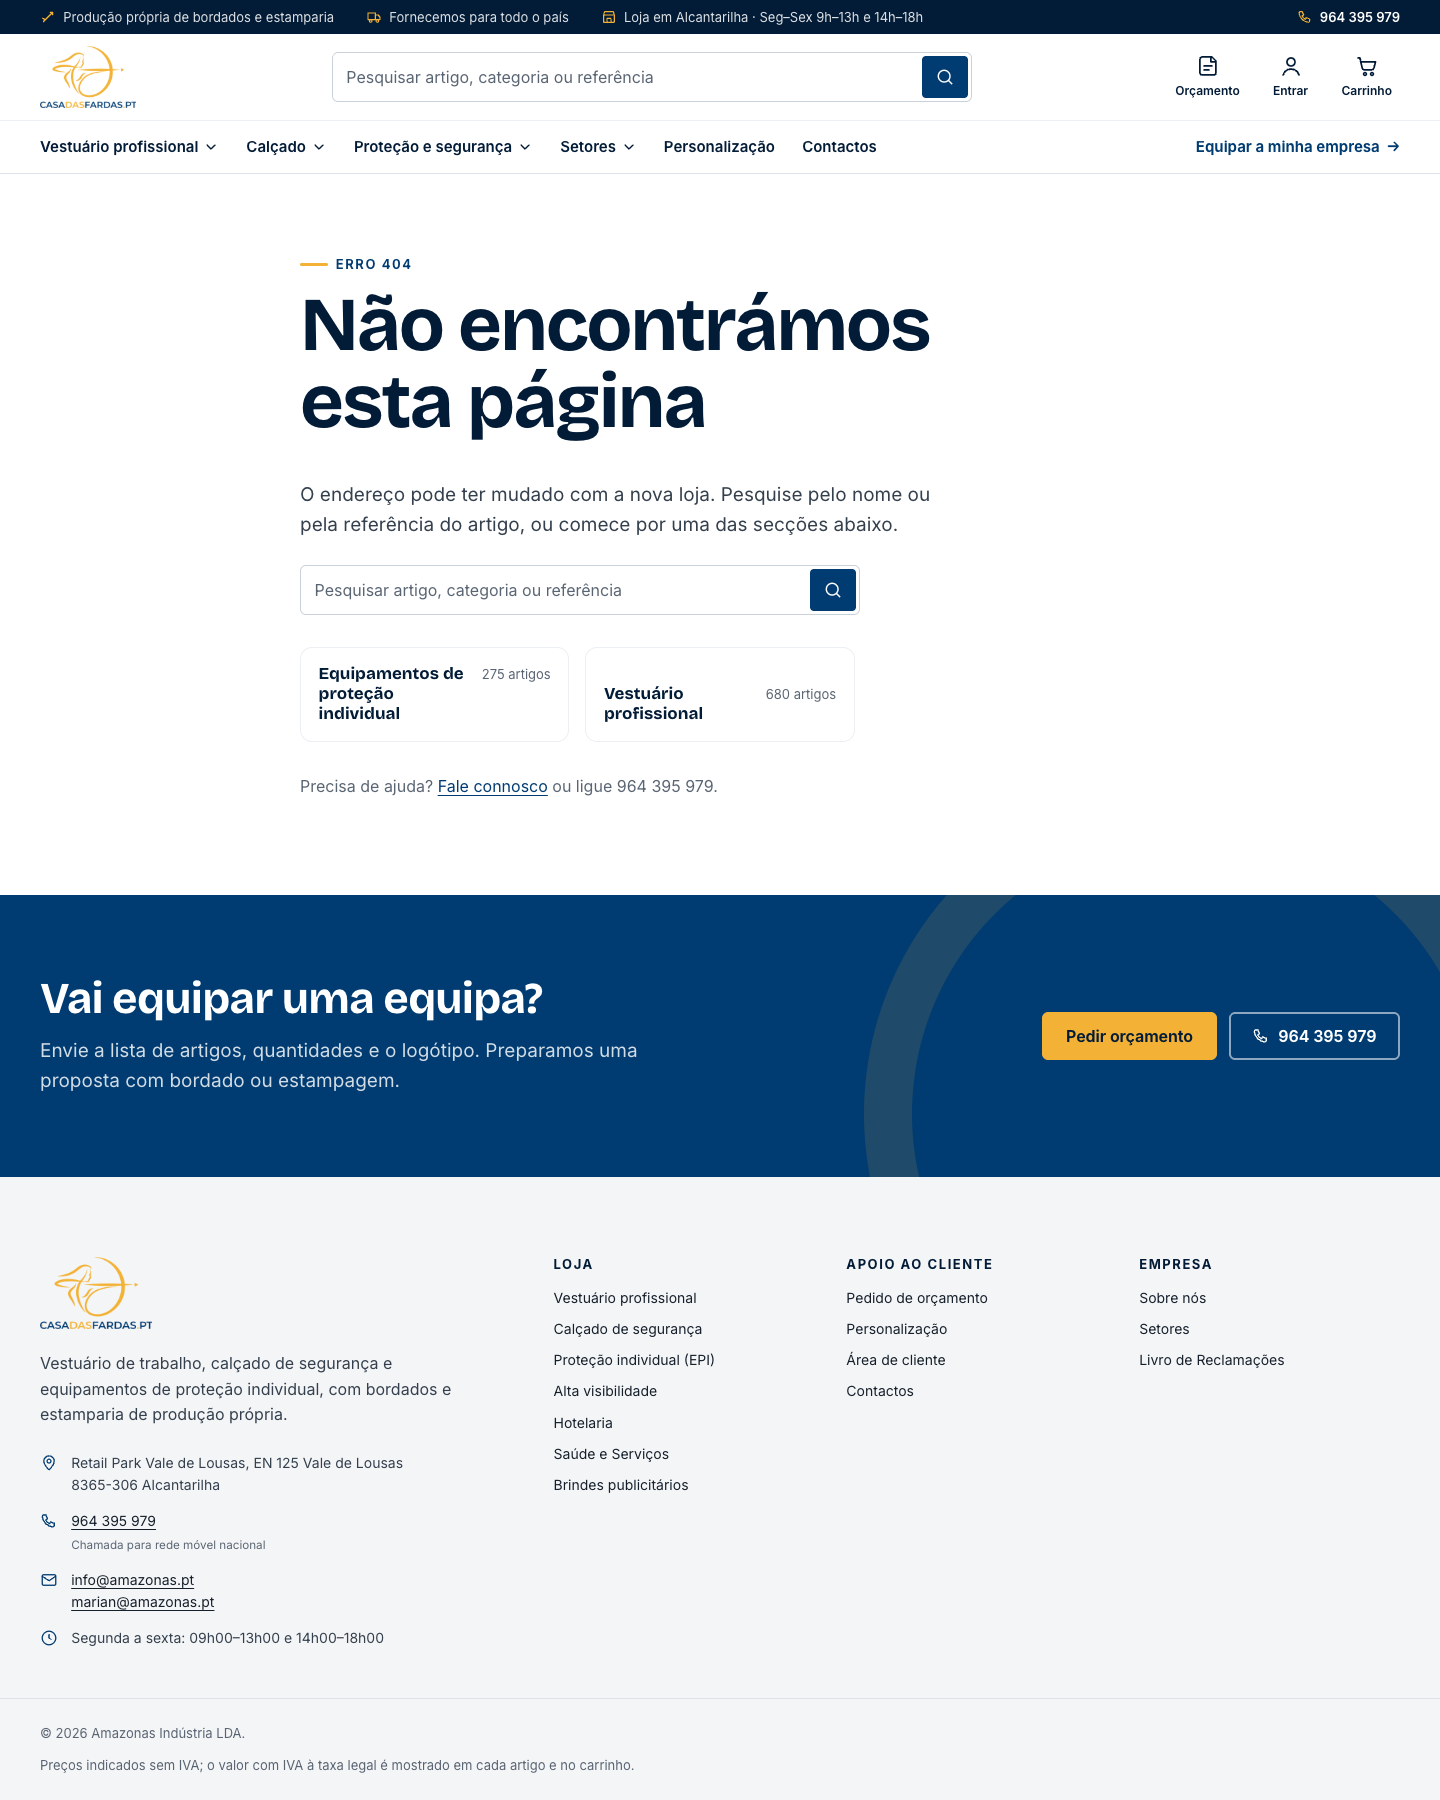 Produção própria de bordados e estamparia
Fornecemos para todo o país
Loja em Alcantarilha · Seg–Sex 9h–13h e 14h–18h
964 395 979
CASADASFARDAS.PT
Pesquisar artigo, categoria ou referência
Orçamento
Entrar
Carrinho
Vestuário profissional
Calçado
Proteção e segurança
Setores
Personalização
Contactos
Equipar a minha empresa →
ERRO 404
Não encontrámos
esta página
O endereço pode ter mudado com a nova loja. Pesquise pelo nome ou
pela referência do artigo, ou comece por uma das secções abaixo.
Pesquisar artigo, categoria ou referência
Equipamentos de
proteção
individual
275 artigos
Vestuário
profissional
680 artigos
Precisa de ajuda? Fale connosco ou ligue 964 395 979.
Vai equipar uma equipa?
Envie a lista de artigos, quantidades e o logótipo. Preparamos uma
proposta com bordado ou estampagem.
Pedir orçamento
964 395 979
CASADASFARDAS.PT
Vestuário de trabalho, calçado de segurança e
equipamentos de proteção individual, com bordados e
estamparia de produção própria.
Retail Park Vale de Lousas, EN 125 Vale de Lousas
8365-306 Alcantarilha
964 395 979
Chamada para rede móvel nacional
info@amazonas.pt
marian@amazonas.pt
Segunda a sexta: 09h00–13h00 e 14h00–18h00
LOJA
Vestuário profissional
Calçado de segurança
Proteção individual (EPI)
Alta visibilidade
Hotelaria
Saúde e Serviços
Brindes publicitários
APOIO AO CLIENTE
Pedido de orçamento
Personalização
Área de cliente
Contactos
EMPRESA
Sobre nós
Setores
Livro de Reclamações
© 2026 Amazonas Indústria LDA.
Preços indicados sem IVA; o valor com IVA à taxa legal é mostrado em cada artigo e no carrinho.